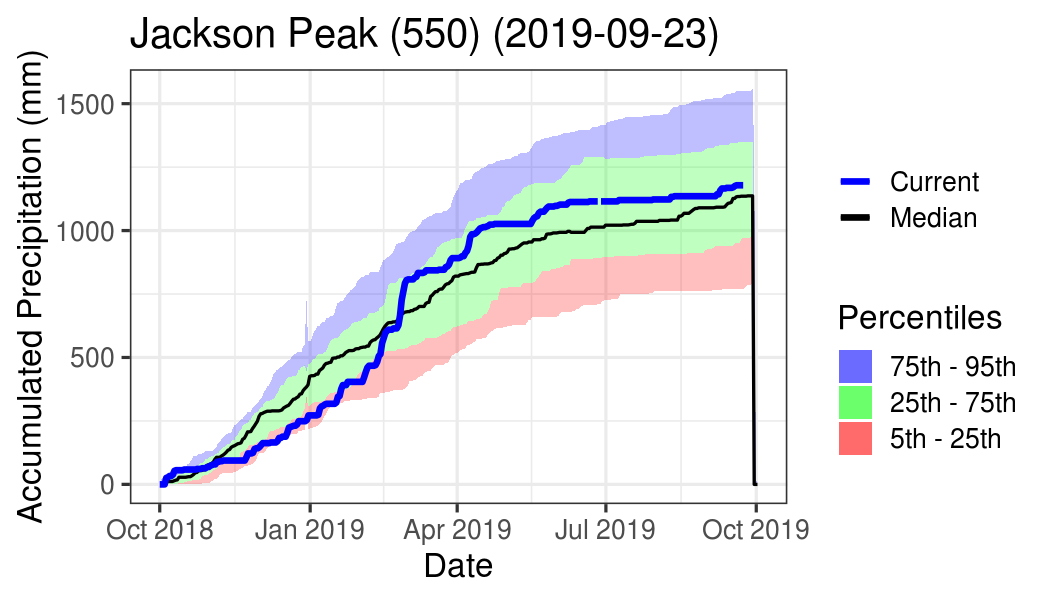 Jackson Peak (550) (2019-09-23)
Accumulated Precipitation (mm)
1500
1000
500
0
Oct 2018
Jan 2019
Apr 2019
Jul 2019
Oct 2019
Date
Current
Median
Percentiles
75th - 95th
25th - 75th
5th - 25th